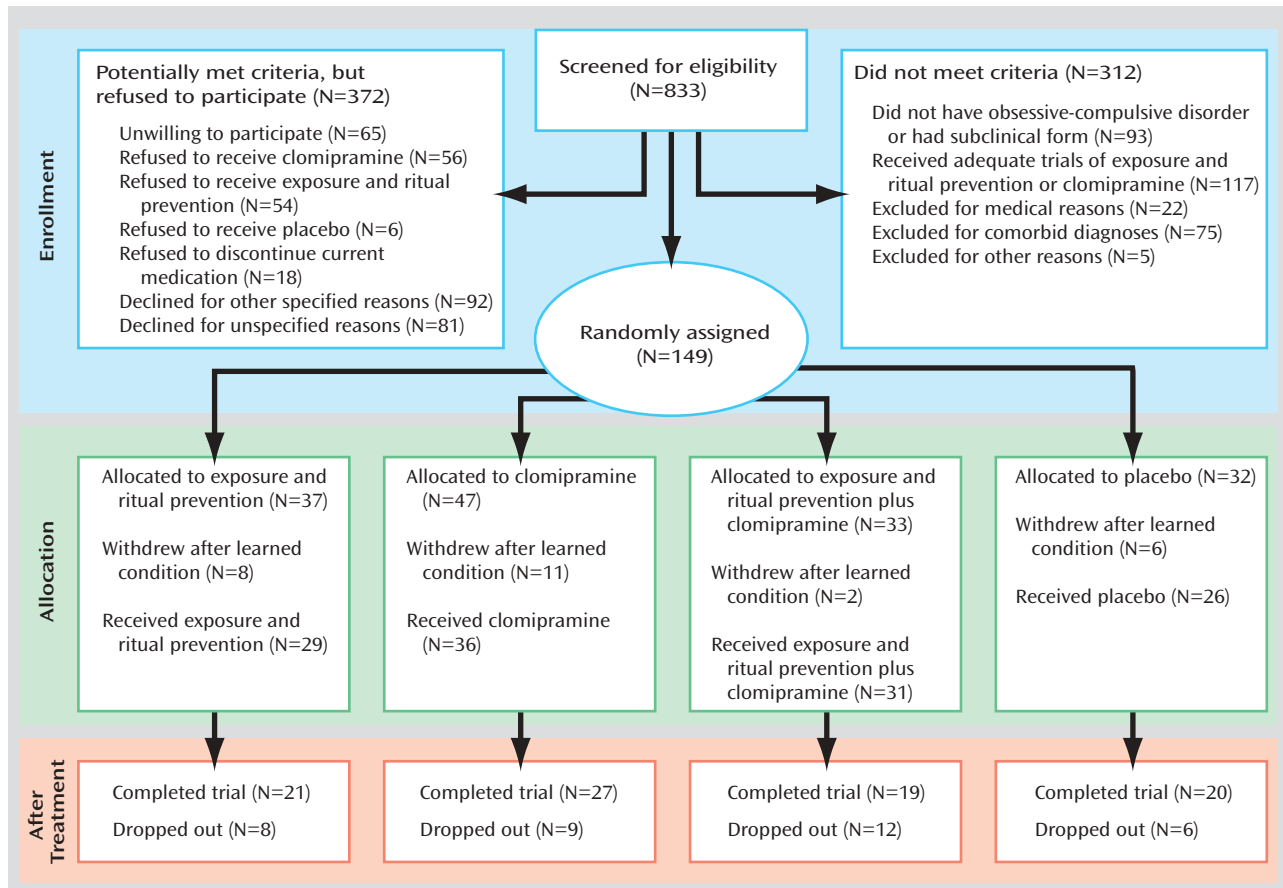 Enrollment
Potentially met criteria, but
refused to participate (N=372)
Unwilling to participate (N=65)
Refused to receive clomipramine (N=56)
Refused to receive exposure and ritual
prevention (N=54)
Refused to receive placebo (N=6)
Refused to discontinue current
medication (N=18)
Declined for other specified reasons (N=92)
Declined for unspecified reasons (N=81)
Screened for eligibility
(N=833)
Did not meet criteria (N=312)
Did not have obsessive-compulsive disorder
or had subclinical form (N=93)
Received adequate trials of exposure and
ritual prevention or clomipramine (N=117)
Excluded for medical reasons (N=22)
Excluded for comorbid diagnoses (N=75)
Excluded for other reasons (N=5)
Randomly assigned
(N=149)
Allocation
Allocated to exposure and
ritual prevention (N=37)
Withdrew after learned
condition (N=8)
Received exposure and
ritual prevention (N=29)
Allocated to clomipramine
(N=47)
Withdrew after learned
condition (N=11)
Received clomipramine
(N=36)
Allocated to exposure and
ritual prevention plus
clomipramine (N=33)
Withdrew after learned
condition (N=2)
Received exposure and
ritual prevention plus
clomipramine (N=31)
Allocated to placebo (N=32)
Withdrew after learned
condition (N=6)
Received placebo (N=26)
After
Treatment
Completed trial (N=21)
Dropped out (N=8)
Completed trial (N=27)
Dropped out (N=9)
Completed trial (N=19)
Dropped out (N=12)
Completed trial (N=20)
Dropped out (N=6)